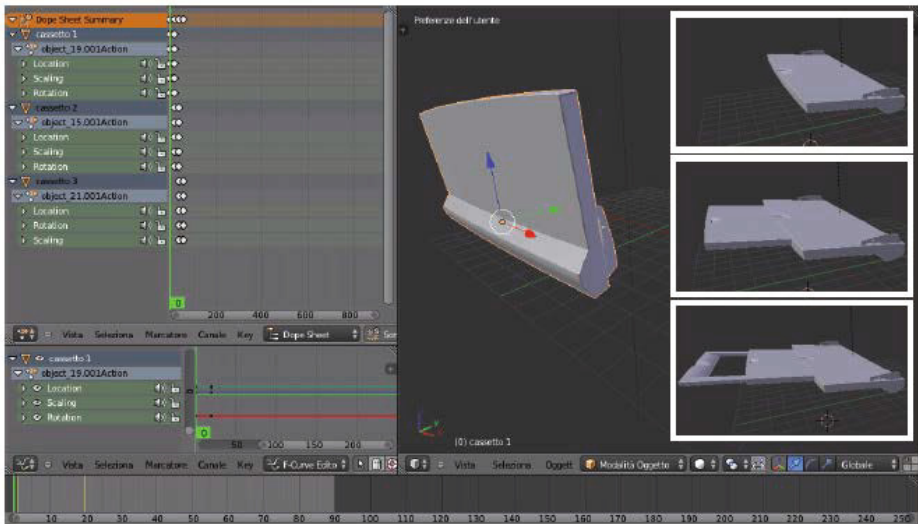 Dope Sheet Summary
cassetto 1
object_19.001Action
Location
Scaling
Rotation
cassetto 2
object_15.001Action
Location
Scaling
Rotation
cassetto 3
object_21.001Action
Location
Rotation
Scaling
0
200 400 600 800
Vista Seleziona Marcatore Canale Key Dope Sheet
cassetto 1
object_19.001Action
Location
Scaling
Rotation
0
50 100 150 200
Vista Seleziona Marcatore Canale Key F-Curve Edito
Preferenze dell'utente
(0) cassetto 1
Vista Seleziona Oggett Modalità Oggetto Globale
0 10 20 30 40 50 60 70 80 90 100 110 120 130 140 150 160 170 180 190 200 210 220 230 240 250